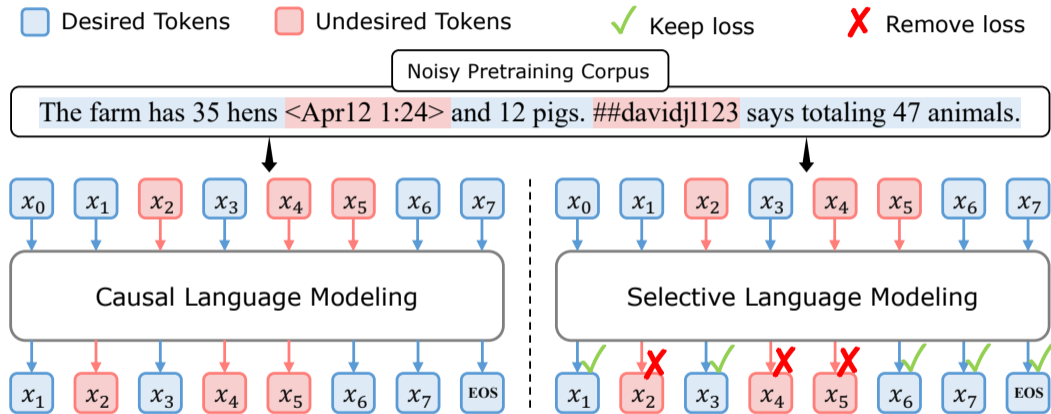 Desired Tokens Undesired Tokens Keep loss Remove loss
Noisy Pretraining Corpus
The farm has 35 hens <Apr12 1:24> and 12 pigs. ##davidjl123 says totaling 47 animals.
x₀ x₁ x₂ x₃ x₄ x₅ x₆ x₇ x₀ x₁ x₂ x₃ x₄ x₅ x₆ x₇
Causal Language Modeling Selective Language Modeling
x₁ x₂ x₃ x₄ x₅ x₆ x₇ EOS x₁ x₂ x₃ x₄ x₅ x₆ x₇ EOS